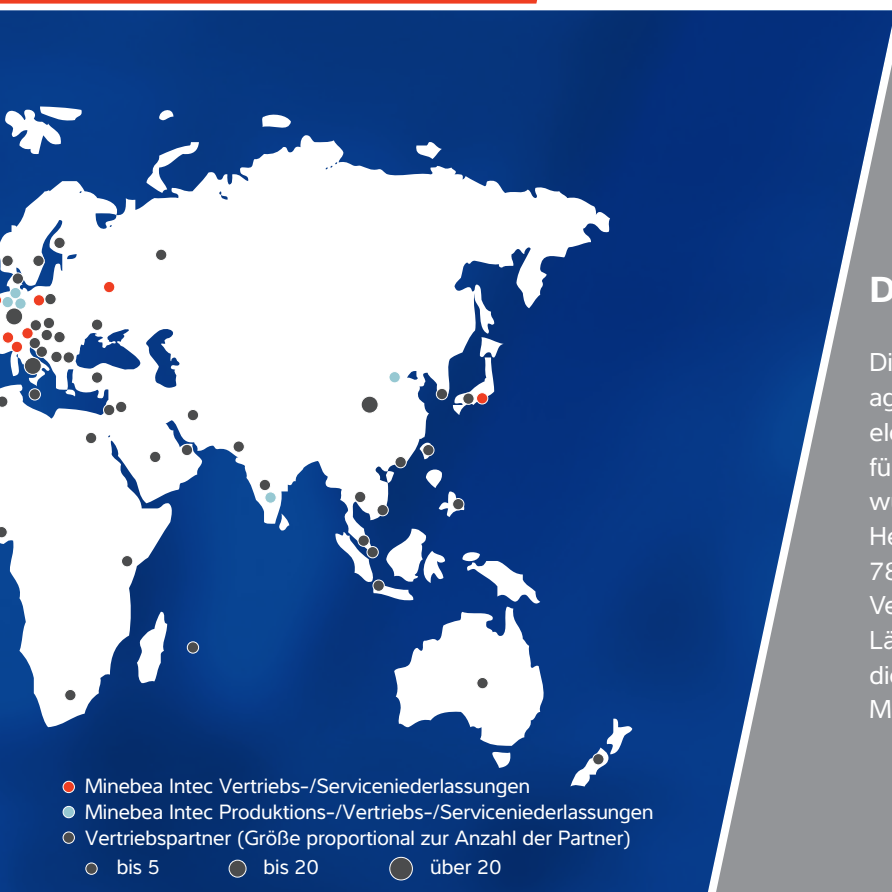 Minebea Intec Vertriebs-/Serviceniederlassungen
Minebea Intec Produktions-/Vertriebs-/Serviceniederlassungen
Vertriebspartner (Größe proportional zur Anzahl der Partner)
bis 5 bis 20 über 20